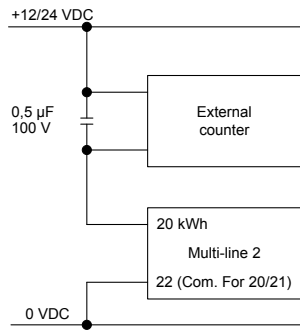 +12/24 VDC
0,5 µF
100 V
External
counter
20 kWh
Multi-line 2
22 (Com. For 20/21)
0 VDC